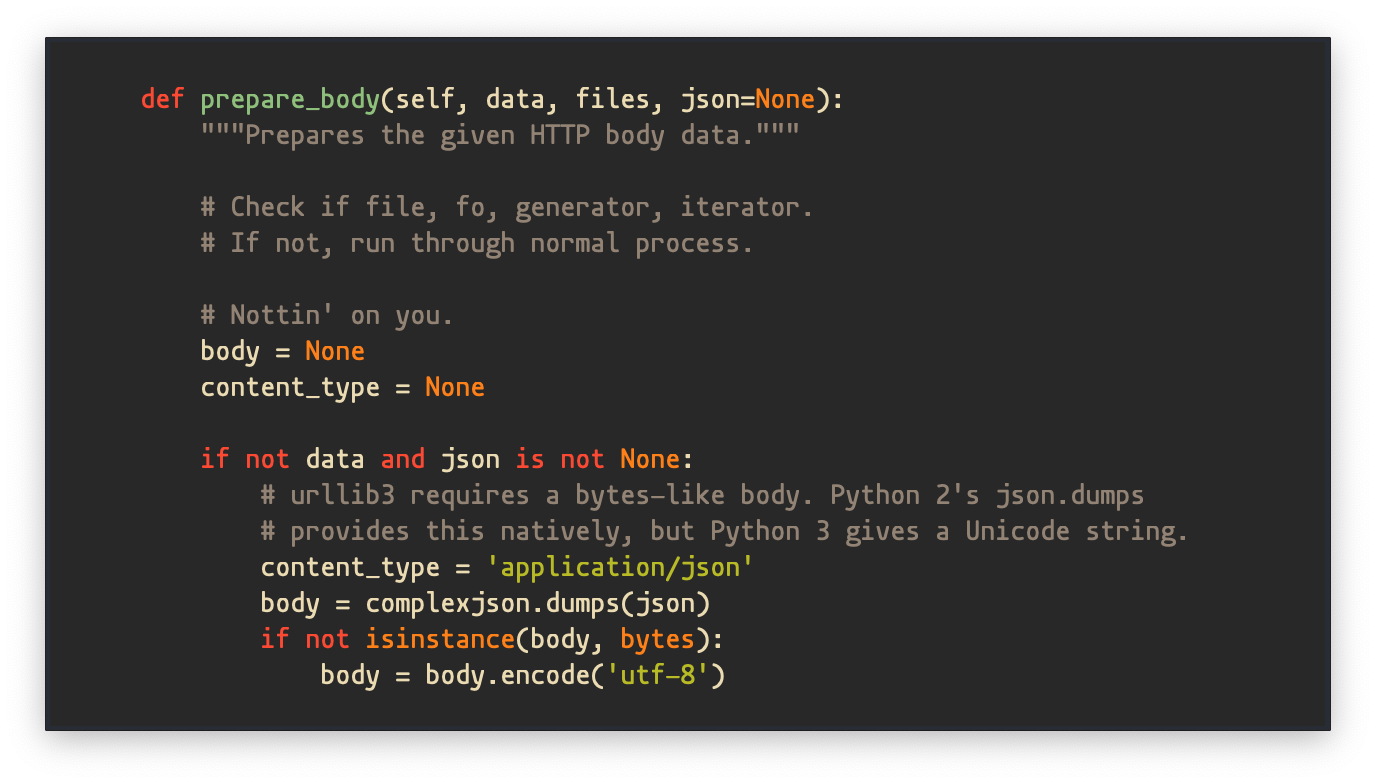 def prepare_body(self, data, files, json=None):
"""Prepares the given HTTP body data."""
# Check if file, fo, generator, iterator.
# If not, run through normal process.
# Nottin' on you.
body = None
content_type = None
if not data and json is not None:
# urllib3 requires a bytes-like body. Python 2's json.dumps
# provides this natively, but Python 3 gives a Unicode string.
content_type = 'application/json'
body = complexjson.dumps(json)
if not isinstance(body, bytes):
body = body.encode('utf-8')